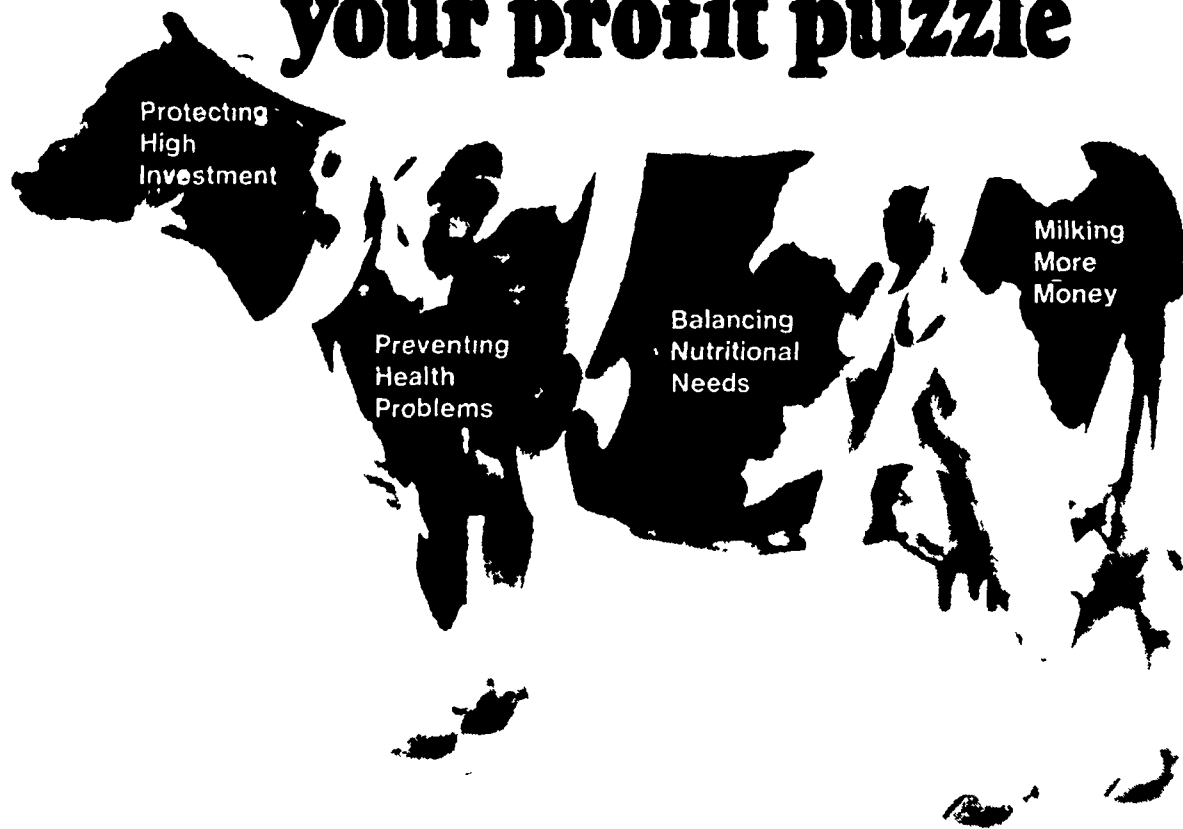 your profit puzzle
Protecting
High
Investment
Preventing
Health
Problems
Balancing
Nutritional
Needs
Milking
More
Money